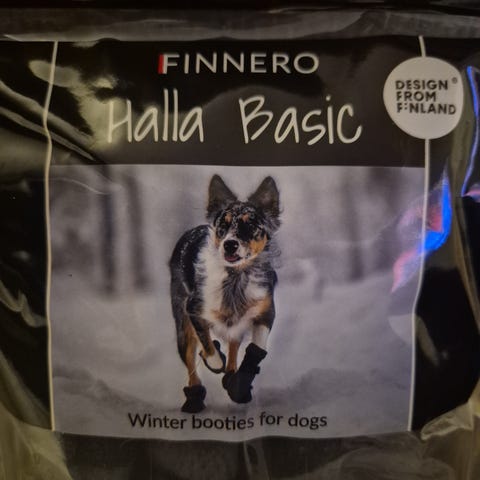 FINNERO
Halla Basic
DESIGN
FROM
FINLAND
Winter booties for dogs